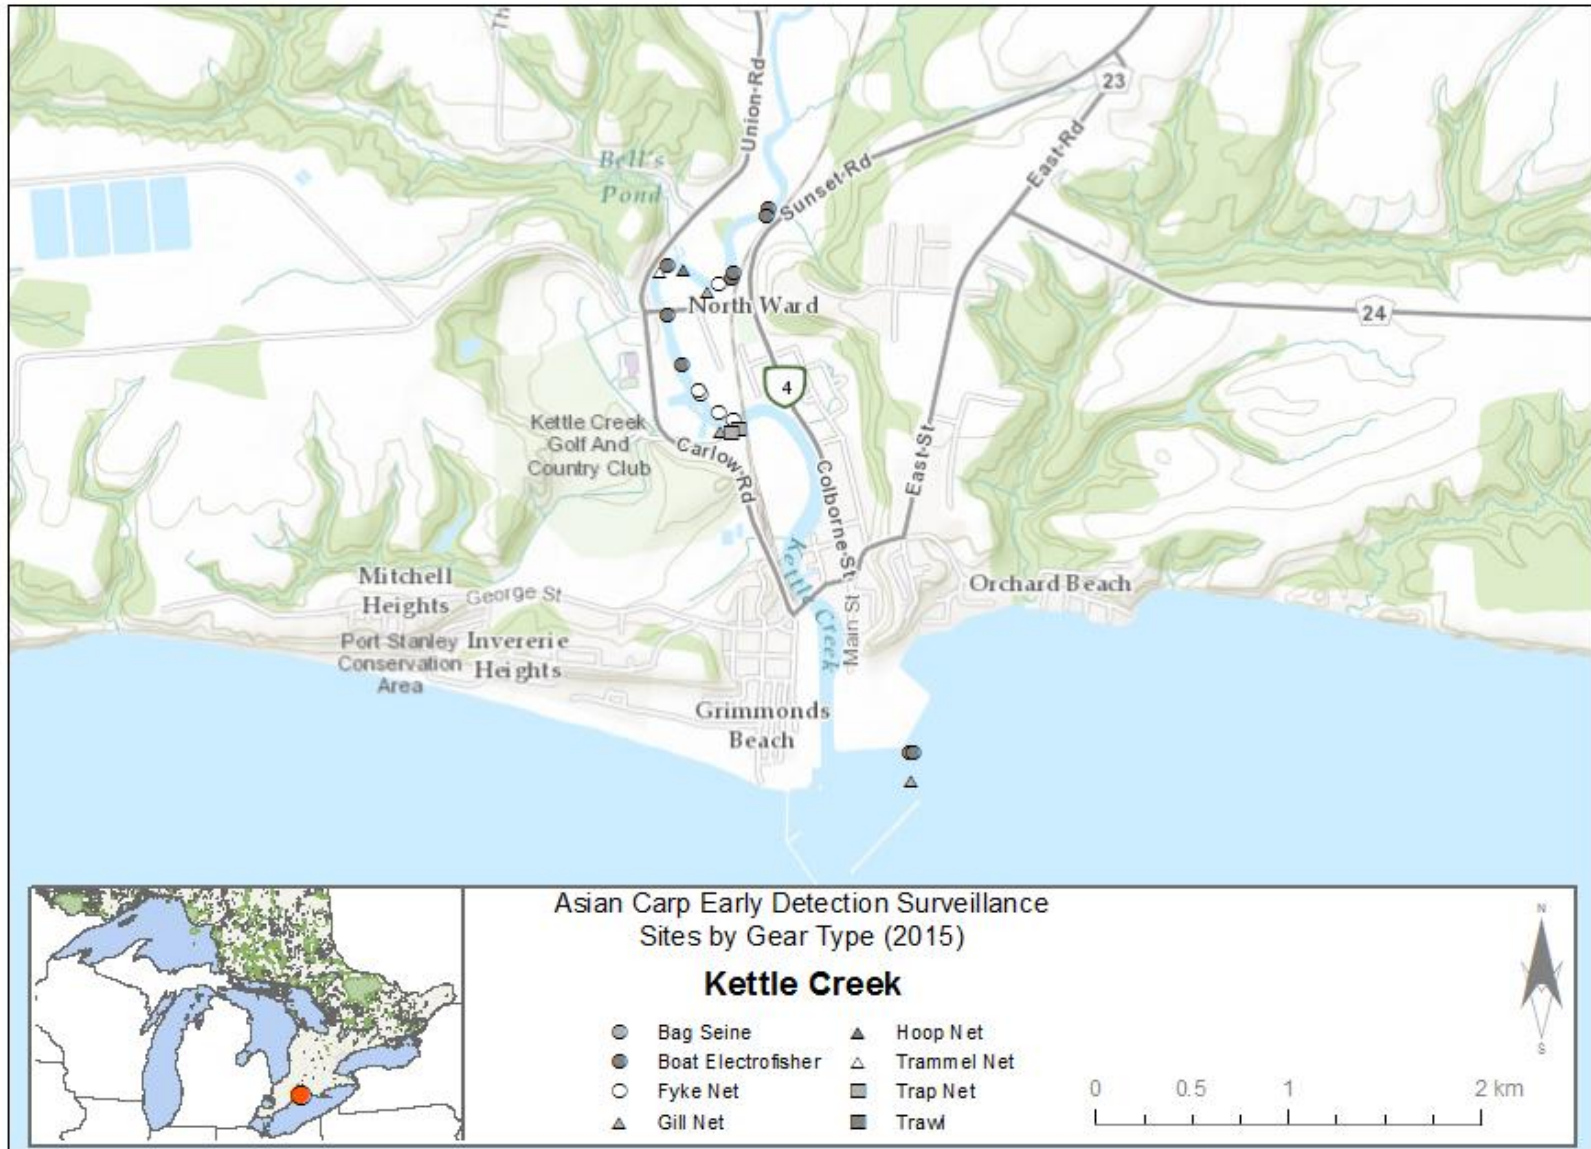 Th
Union-Rd
23
Bell's
Pond
Sunset-Rd
East-Rd
North Ward
24
4
Kettle Creek
Golf And
Country Club
Carlow-Rd
Colborne-St
East-St
Kettle Creek
Main St
Mitchell
Heights
George St
Orchard Beach
Port Stanley
Conservation
Area
Invererie
Heights
Grimmonds
Beach
Asian Carp Early Detection Surveillance
Sites by Gear Type (2015)
Kettle Creek
Bag Seine
Boat Electrofisher
Fyke Net
Gill Net
Hoop Net
Trammel Net
Trap Net
Trawl
N
S
0 0.5 1 2 km